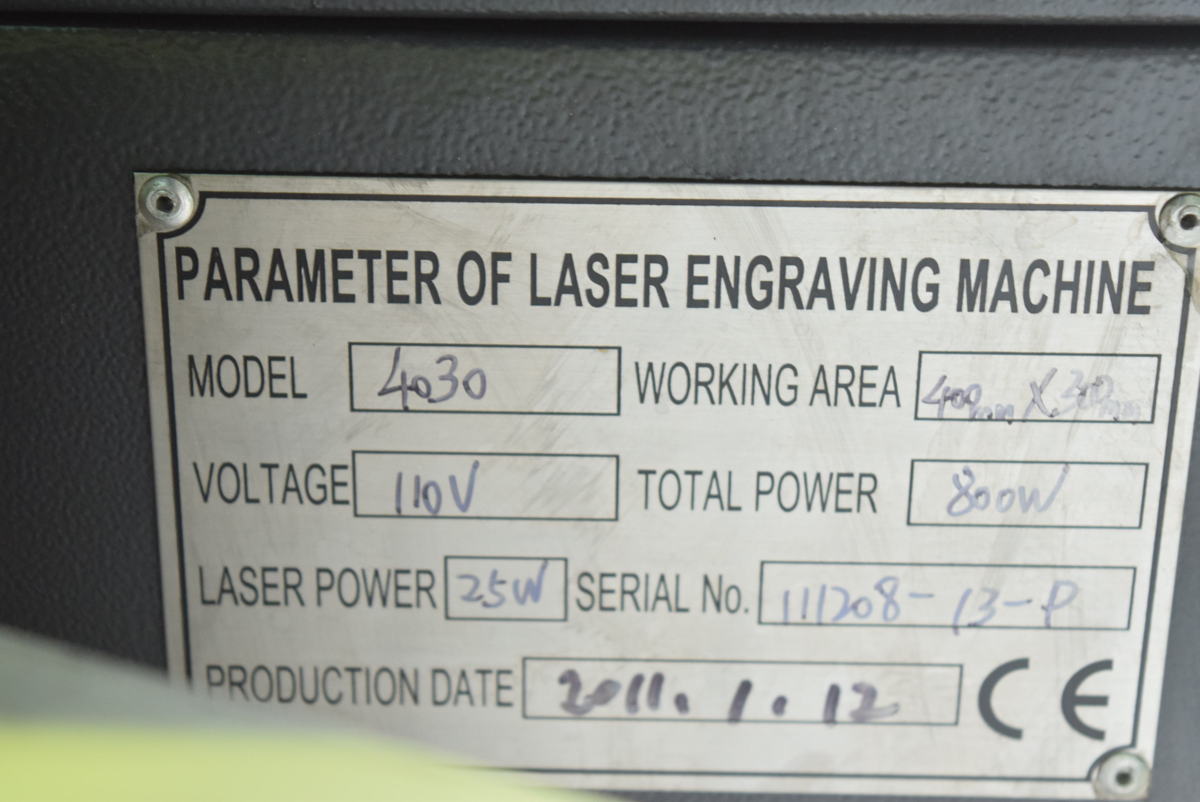 PARAMETER OF LASER ENGRAVING MACHINE
MODEL 4030 WORKING AREA 400mm X 300mm
VOLTAGE 110V TOTAL POWER 800W
LASER POWER 25W SERIAL No. 111208-13-P
PRODUCTION DATE 2011.1.12 CE